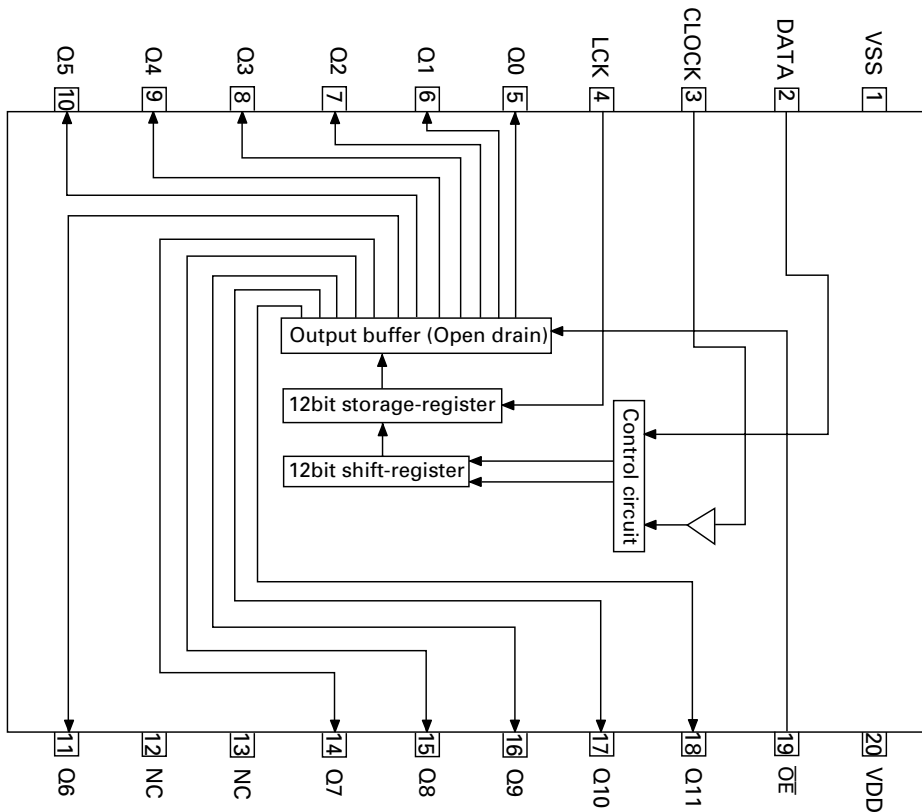 Q5
Q4
Q3
Q2
Q1
Q0
LCK
CLOCK
DATA
VSS
10
9
8
7
6
5
4
3
2
1
Output buffer (Open drain)
12bit storage-register
12bit shift-register
Control circuit
11
12
13
14
15
16
17
18
19
20
Q6
NC
NC
Q7
Q8
Q9
Q10
Q11
O̅E̅
VDD